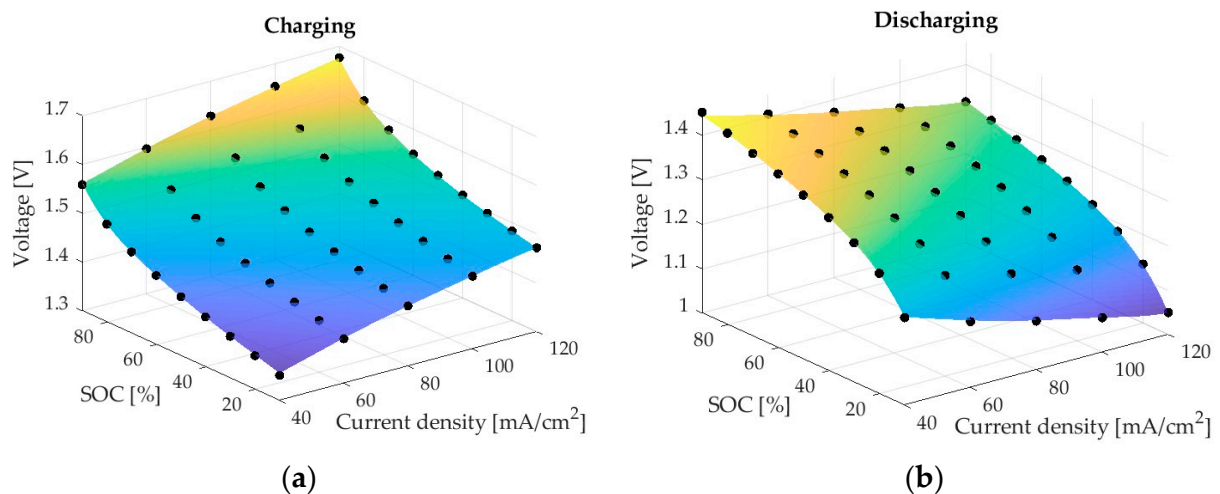 Charging
1.7
1.6
1.5
1.4
1.3
Voltage [V]
80
60
40
20
SOC [%]
40
60
80
100
120
Current density [mA/cm²]
(a)
Discharging
1.4
1.3
1.2
1.1
1
Voltage [V]
80
60
40
20
SOC [%]
40
60
80
100
120
Current density [mA/cm²]
(b)